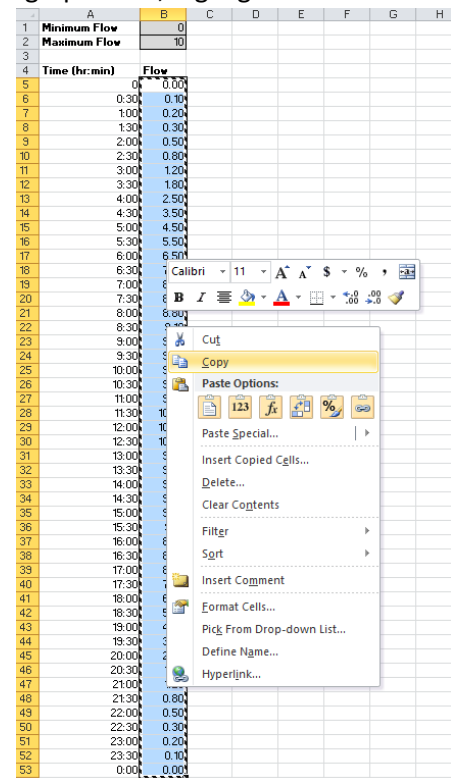 A B C D E F G H
1 Minimum Flow 0
2 Maximum Flow 10
3
4 Time (hr:min) Flow
5 0 0.00
6 0:30 0.10
7 1:00 0.20
8 1:30 0.30
9 2:00 0.50
10 2:30 0.80
11 3:00 1.20
12 3:30 1.80
13 4:00 2.50
14 4:30 3.50
15 5:00 4.50
16 5:30 5.50
17 6:00 6.50
18 6:30
19 7:00
20 7:30
21 8:00 8.80
22 8:30
23 9:00
24 9:30
25 10:00
26 10:30
27 11:00
28 11:30
29 12:00
30 12:30
31 13:00
32 13:30
33 14:00
34 14:30
35 15:00
36 15:30
37 16:00
38 16:30
39 17:00
40 17:30
41 18:00
42 18:30
43 19:00
44 19:30
45 20:00
46 20:30
47 21:00
48 21:30 0.80
49 22:00 0.50
50 22:30 0.30
51 23:00 0.20
52 23:30 0.10
53 0:00 0.00
Calibri 11 A A $ % ,
B I A .00 .0
Cut
Copy
Paste Options:
123 fx %
Paste Special...
Insert Copied Cells...
Delete...
Clear Contents
Filter
Sort
Insert Comment
Format Cells...
Pick From Drop-down List...
Define Name...
Hyperlink...